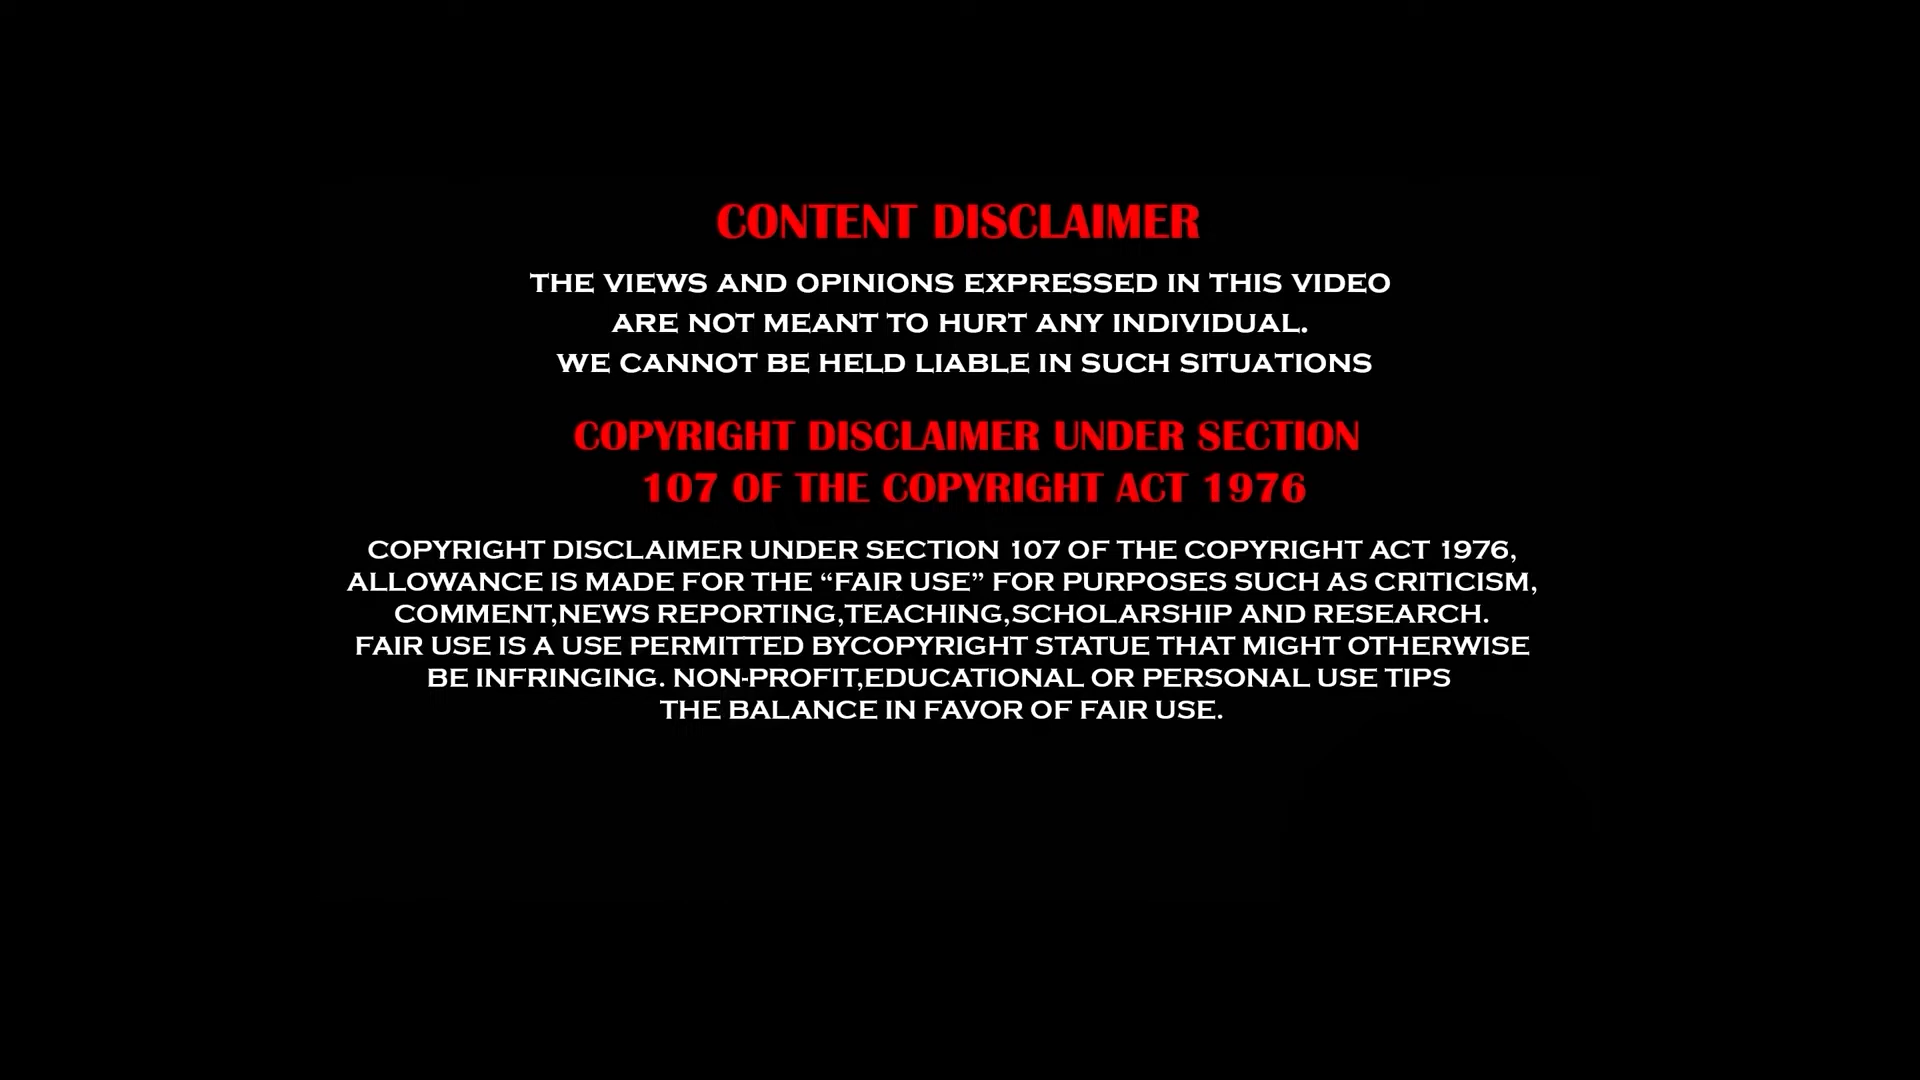 CONTENT DISCLAIMER
THE VIEWS AND OPINIONS EXPRESSED IN THIS VIDEO
ARE NOT MEANT TO HURT ANY INDIVIDUAL.
WE CANNOT BE HELD LIABLE IN SUCH SITUATIONS
COPYRIGHT DISCLAIMER UNDER SECTION
107 OF THE COPYRIGHT ACT 1976
COPYRIGHT DISCLAIMER UNDER SECTION 107 OF THE COPYRIGHT ACT 1976,
ALLOWANCE IS MADE FOR THE “FAIR USE” FOR PURPOSES SUCH AS CRITICISM,
COMMENT,NEWS REPORTING,TEACHING,SCHOLARSHIP AND RESEARCH.
FAIR USE IS A USE PERMITTED BYCOPYRIGHT STATUE THAT MIGHT OTHERWISE
BE INFRINGING. NON-PROFIT,EDUCATIONAL OR PERSONAL USE TIPS
THE BALANCE IN FAVOR OF FAIR USE.